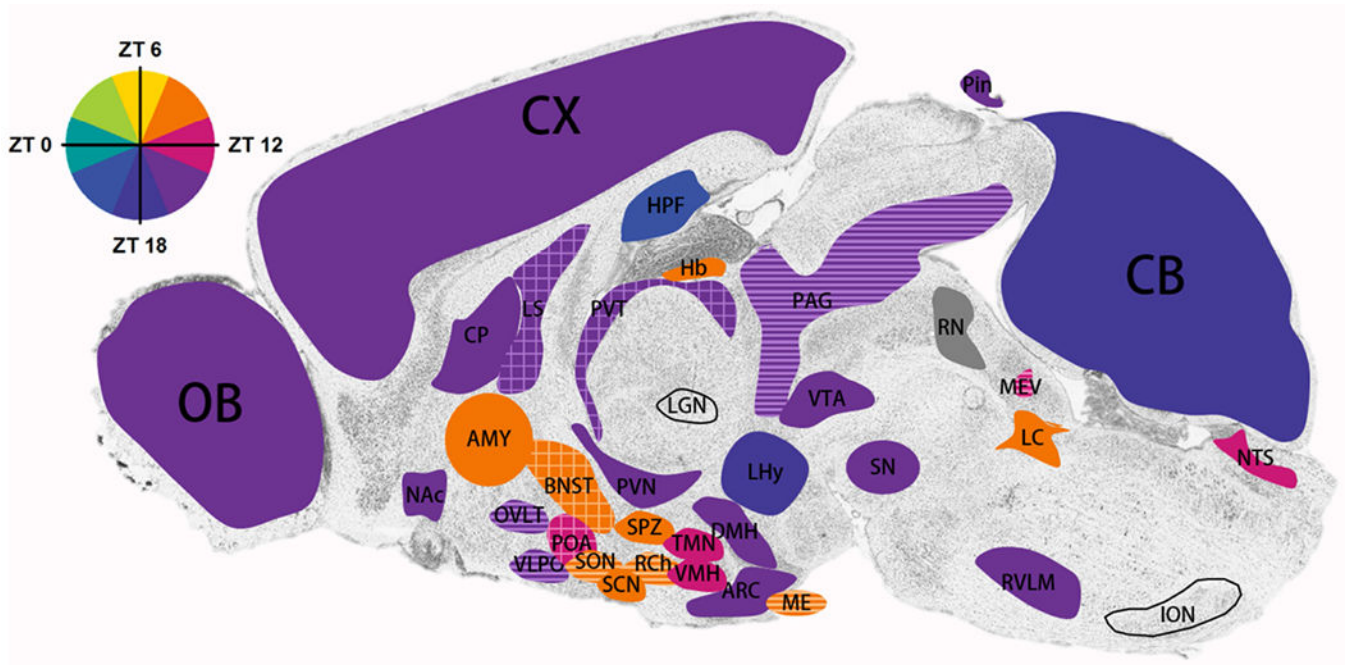 ZT 6
ZT 0
ZT 12
ZT 18
CX
Pin
HPF
Hb
CB
LS
PVT
PAG
CP
RN
OB
MEV
LGN
VTA
AMY
LC
NTS
LHy
SN
NAc
BNST
PVN
OVLT
SPZ
DMH
POA
TMN
VLPO
SON
RCh
VMH
SCN
ARC
ME
RVLM
ION